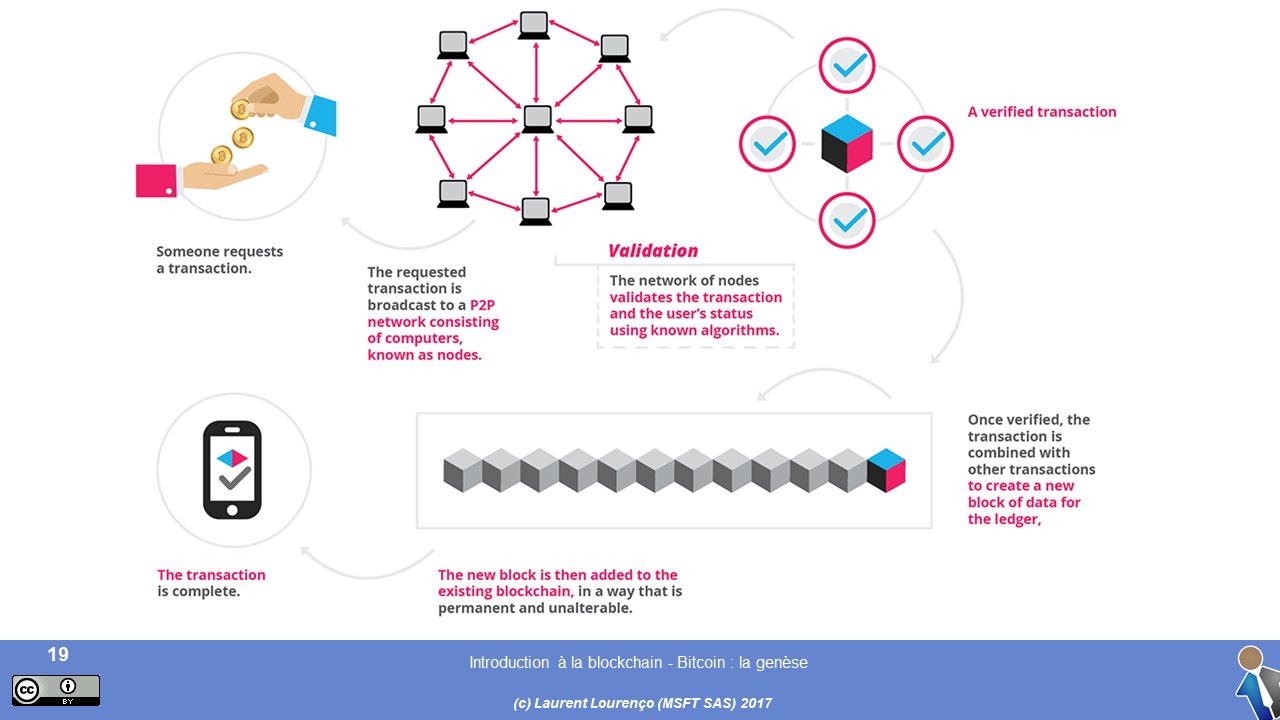 A verified transaction
Someone requests
a transaction.
The requested
transaction is
broadcast to a P2P
network consisting
of computers,
known as nodes.
Validation
The network of nodes
validates the transaction
and the user's status
using known algorithms.
Once verified, the
transaction is
combined with
other transactions
to create a new
block of data for
the ledger,
The new block is then added to the
existing blockchain, in a way that is
permanent and unalterable.
The transaction
is complete.
19
Introduction à la blockchain - Bitcoin : la genèse
(c) Laurent Lourenço (MSFT SAS) 2017
cc
BY